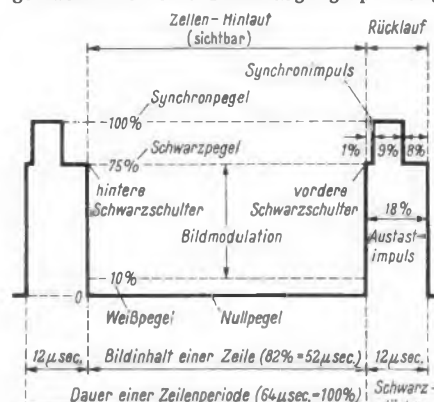 Zeilen-Hinlauf
(sichtbar)
Rücklauf
Synchronimpuls
100%
Synchronpegel
1%
9%
8%
75%
Schwarzpegel
hintere
Schwarzschulter
vordere
Schwarzschulter
18%
Bildmodulation
Austast-
impuls
10%
0
Weißpegel
Nullpegel
12μsec.
Bildinhalt einer Zeile (82%=52μsec.)
12μsec.
Dauer einer Zeilenperiode (64μsec.=100%)
Schwarz-